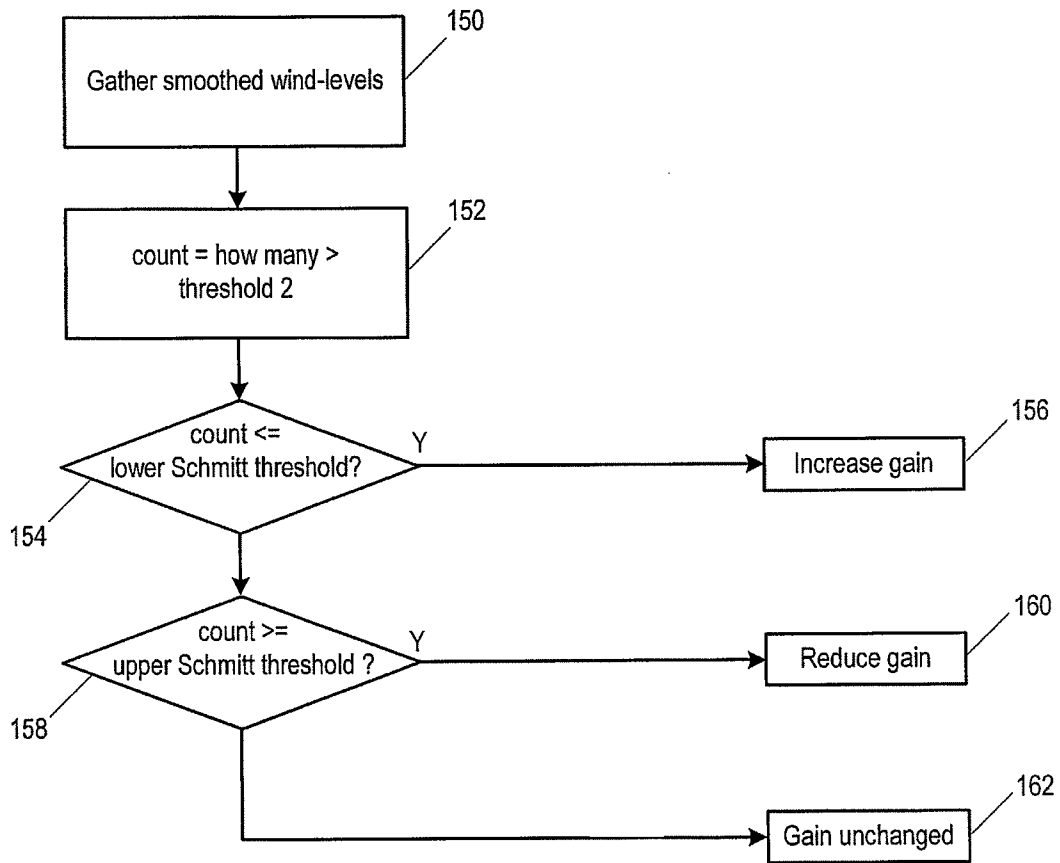 150
Gather smoothed wind-levels
152
count = how many >
threshold 2
count <=
lower Schmitt threshold?
Y
154
156
Increase gain
count >=
upper Schmitt threshold ?
Y
158
160
Reduce gain
162
Gain unchanged